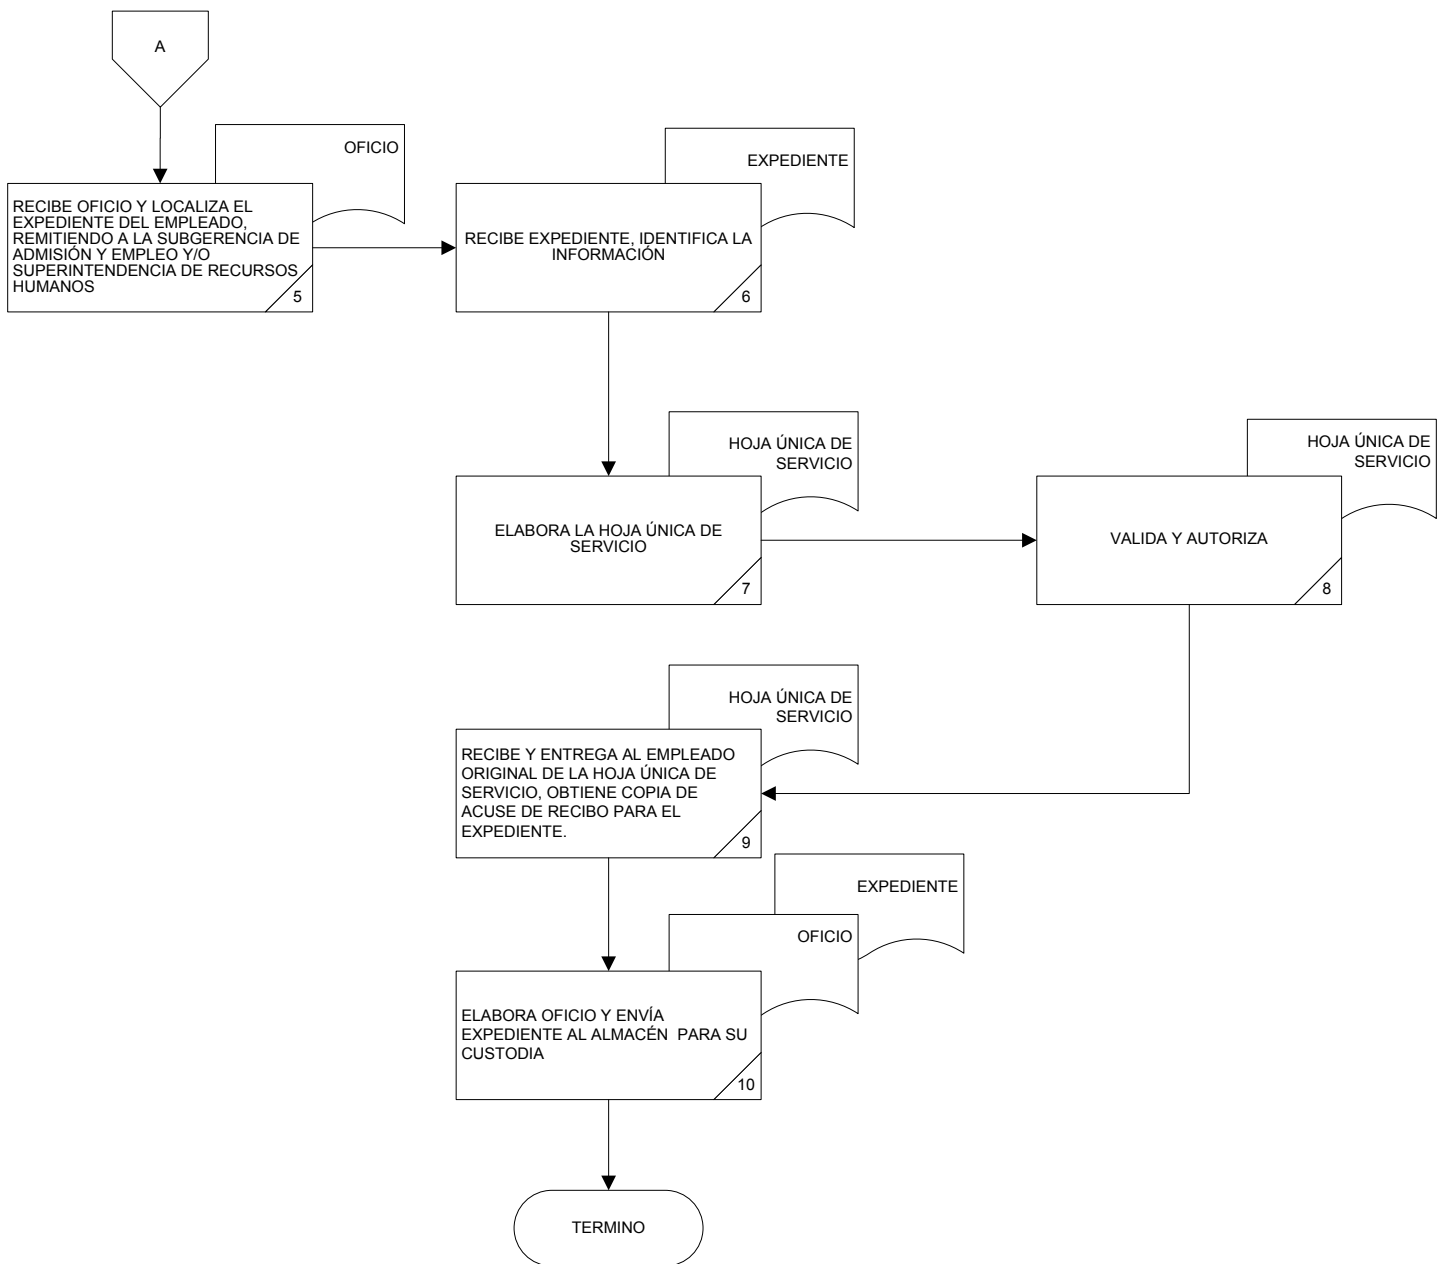 A
OFICIO
RECIBE OFICIO Y LOCALIZA EL
EXPEDIENTE DEL EMPLEADO,
REMITIENDO A LA SUBGERENCIA DE
ADMISIÓN Y EMPLEO Y/O
SUPERINTENDENCIA DE RECURSOS
HUMANOS
5
EXPEDIENTE
RECIBE EXPEDIENTE, IDENTIFICA LA
INFORMACIÓN
6
HOJA ÚNICA DE
SERVICIO
ELABORA LA HOJA ÚNICA DE
SERVICIO
7
HOJA ÚNICA DE
SERVICIO
VALIDA Y AUTORIZA
8
HOJA ÚNICA DE
SERVICIO
RECIBE Y ENTREGA AL EMPLEADO
ORIGINAL DE LA HOJA ÚNICA DE
SERVICIO, OBTIENE COPIA DE
ACUSE DE RECIBO PARA EL
EXPEDIENTE.
9
EXPEDIENTE
OFICIO
ELABORA OFICIO Y ENVÍA
EXPEDIENTE AL ALMACÉN  PARA SU
CUSTODIA
10
TERMINO